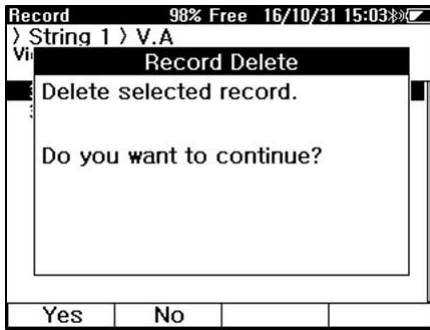 Record 98% Free 16/10/31 15:03
〉String 1 〉V.A
Record Delete
Delete selected record.
Do you want to continue?
Yes No